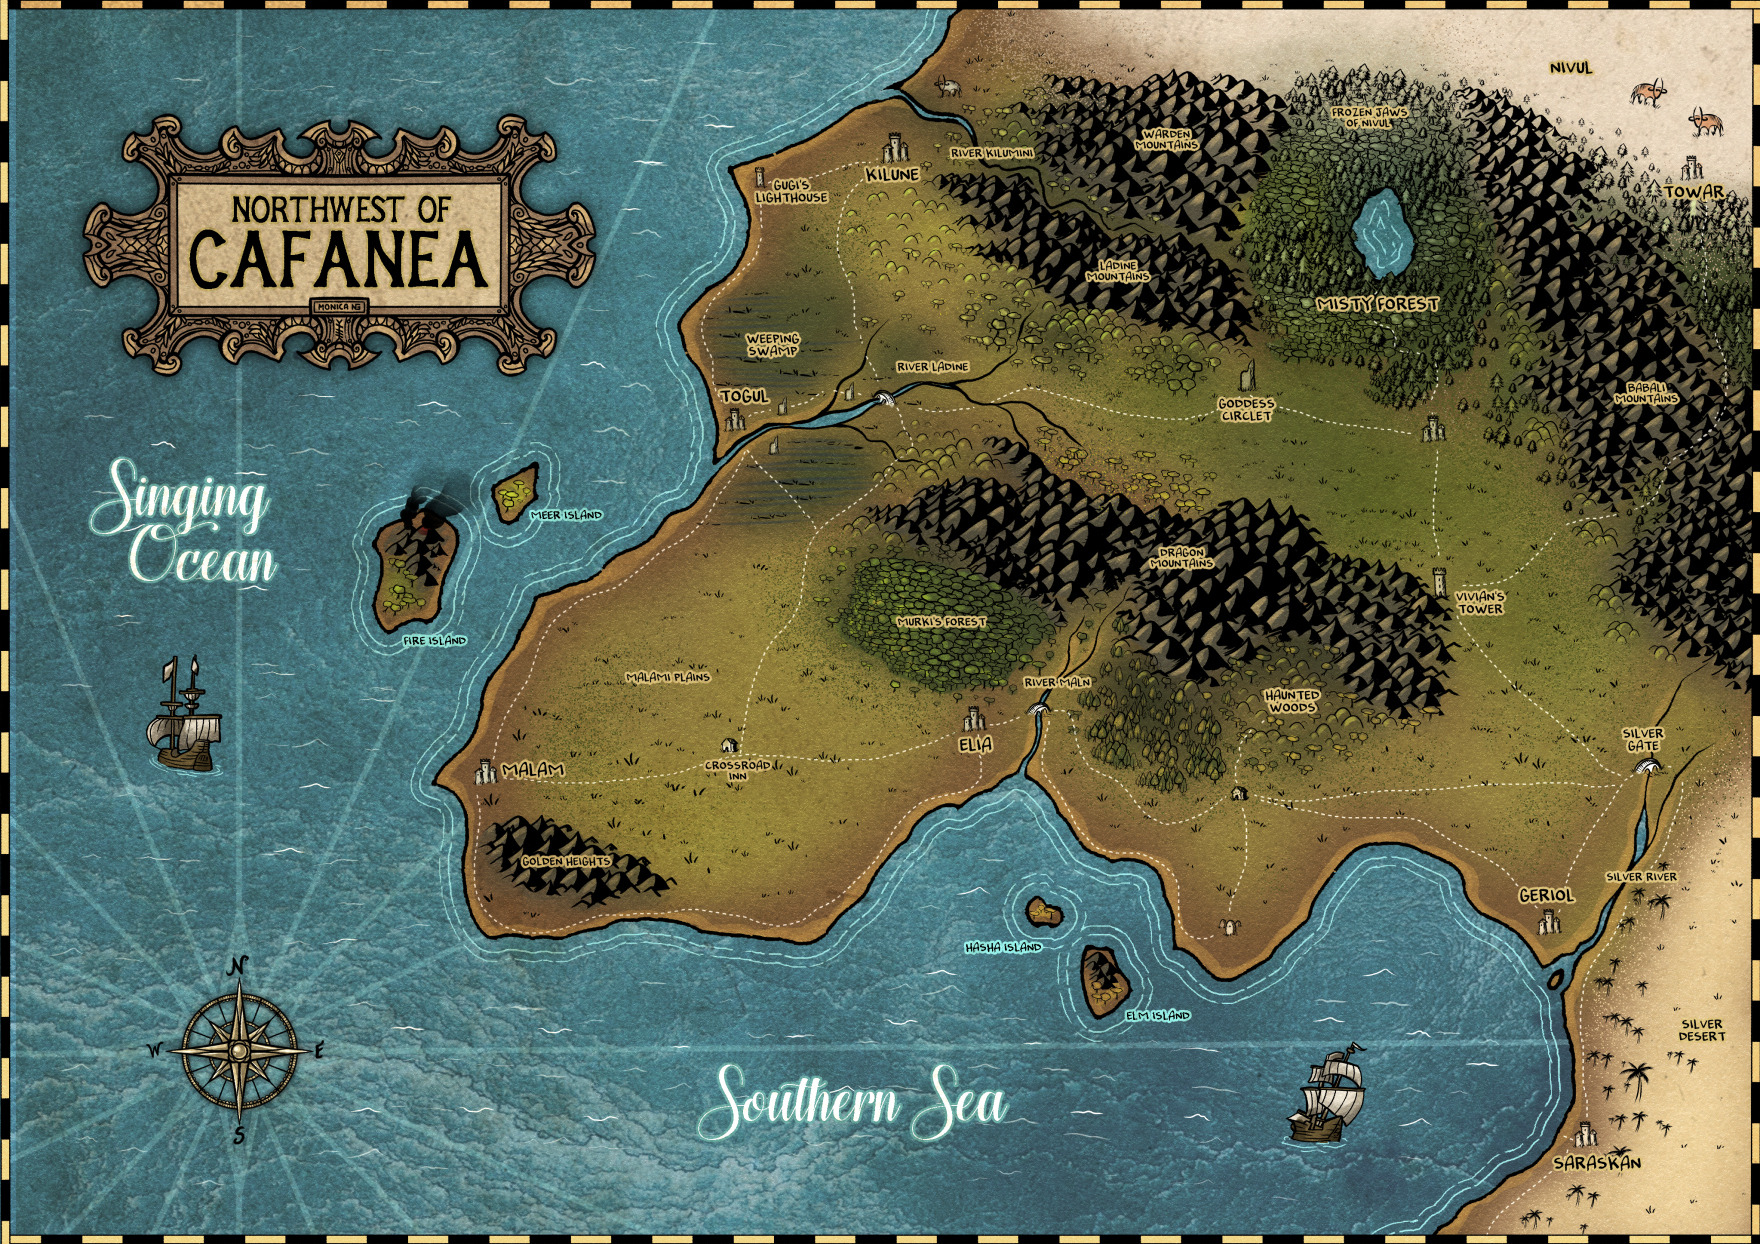 NORTHWEST OF
CAFANEA
MONICA NG
NIVUL
FROZEN JAWS
OF NIVUL
WARDEN
MOUNTAINS
RIVER KILUMINI
KILUNE
GUGI'S
LIGHTHOUSE
TOWAR
LADINE
MOUNTAINS
MISTY FOREST
WEEPING
SWAMP
RIVER LADINE
TOGUL
GODDESS
CIRCLET
BABALI
MOUNTAINS
Singing
Ocean
MEER ISLAND
FIRE ISLAND
DRAGON
MOUNTAINS
VIVIAN'S
TOWER
MURKI'S FOREST
MALAMI PLAINS
RIVER MALN
HAUNTED
WOODS
ELIA
SILVER
GATE
CROSSROAD
INN
MALAM
GOLDEN HEIGHTS
SILVER RIVER
GERIOL
HASHA ISLAND
ELM ISLAND
SILVER
DESERT
N
W E
S
Southern Sea
SARASKAN